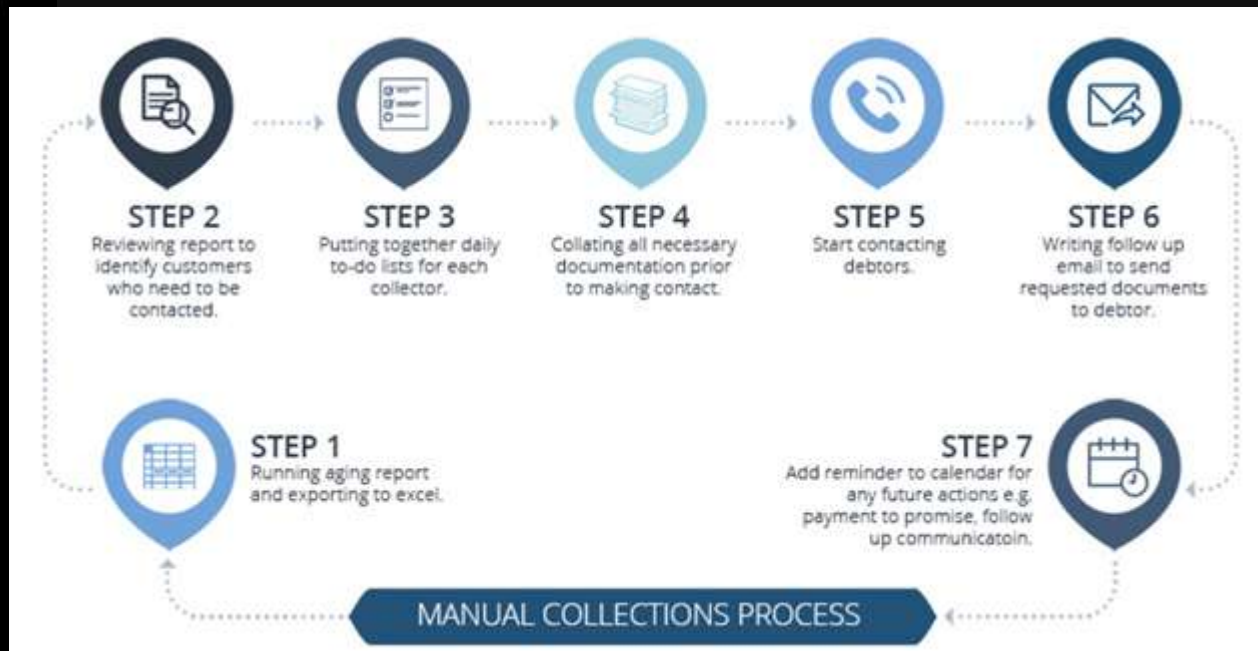 STEP 2
Reviewing report to
identify customers
who need to be
contacted.
STEP 3
Putting together daily
to-do lists for each
collector.
STEP 4
Collating all necessary
documentation prior
to making contact.
STEP 5
Start contacting
debtors.
STEP 6
Writing follow up
email to send
requested documents
to debtor.
STEP 1
Running aging report
and exporting to excel.
STEP 7
Add reminder to calendar for
any future actions e.g.
payment to promise, follow
up communicatoin.
MANUAL COLLECTIONS PROCESS